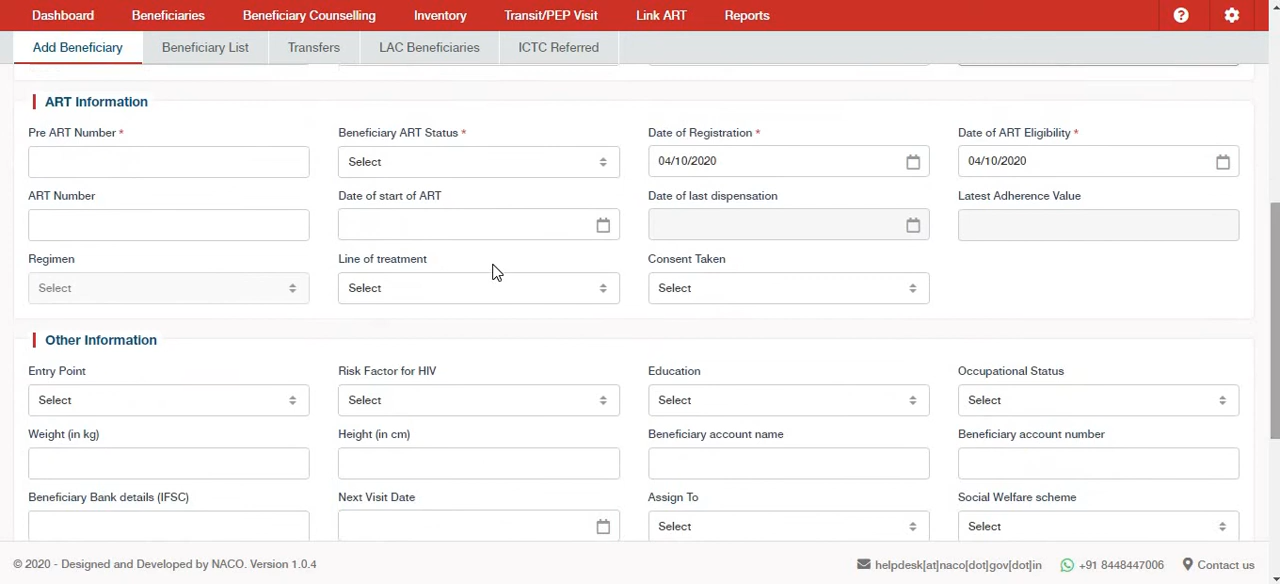 Dashboard Beneficiaries Beneficiary Counselling Inventory Transit/PEP Visit Link ART Reports
Add Beneficiary Beneficiary List Transfers LAC Beneficiaries ICTC Referred
ART Information
Pre ART Number * Beneficiary ART Status * Date of Registration * Date of ART Eligibility *
Select 04/10/2020 04/10/2020
ART Number Date of start of ART Date of last dispensation Latest Adherence Value
Regimen Line of treatment Consent Taken
Select Select Select
Other Information
Entry Point Risk Factor for HIV Education Occupational Status
Select Select Select Select
Weight (in kg) Height (in cm) Beneficiary account name Beneficiary account number
Beneficiary Bank details (IFSC) Next Visit Date Assign To Social Welfare scheme
Select Select
© 2020 - Designed and Developed by NACO. Version 1.0.4 helpdesk[at]naco[dot]gov[dot]in +91 8448447006 Contact us